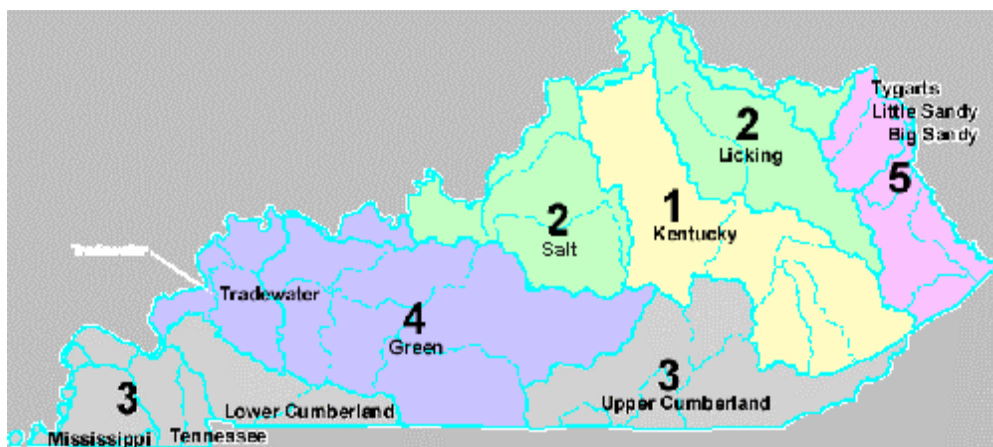 Tygarts
Little Sandy
Big Sandy
5
2
Licking
1
Kentucky
2
Salt
Tradewater
4
Green
3
Upper Cumberland
3
Lower Cumberland
Mississippi
Tennessee